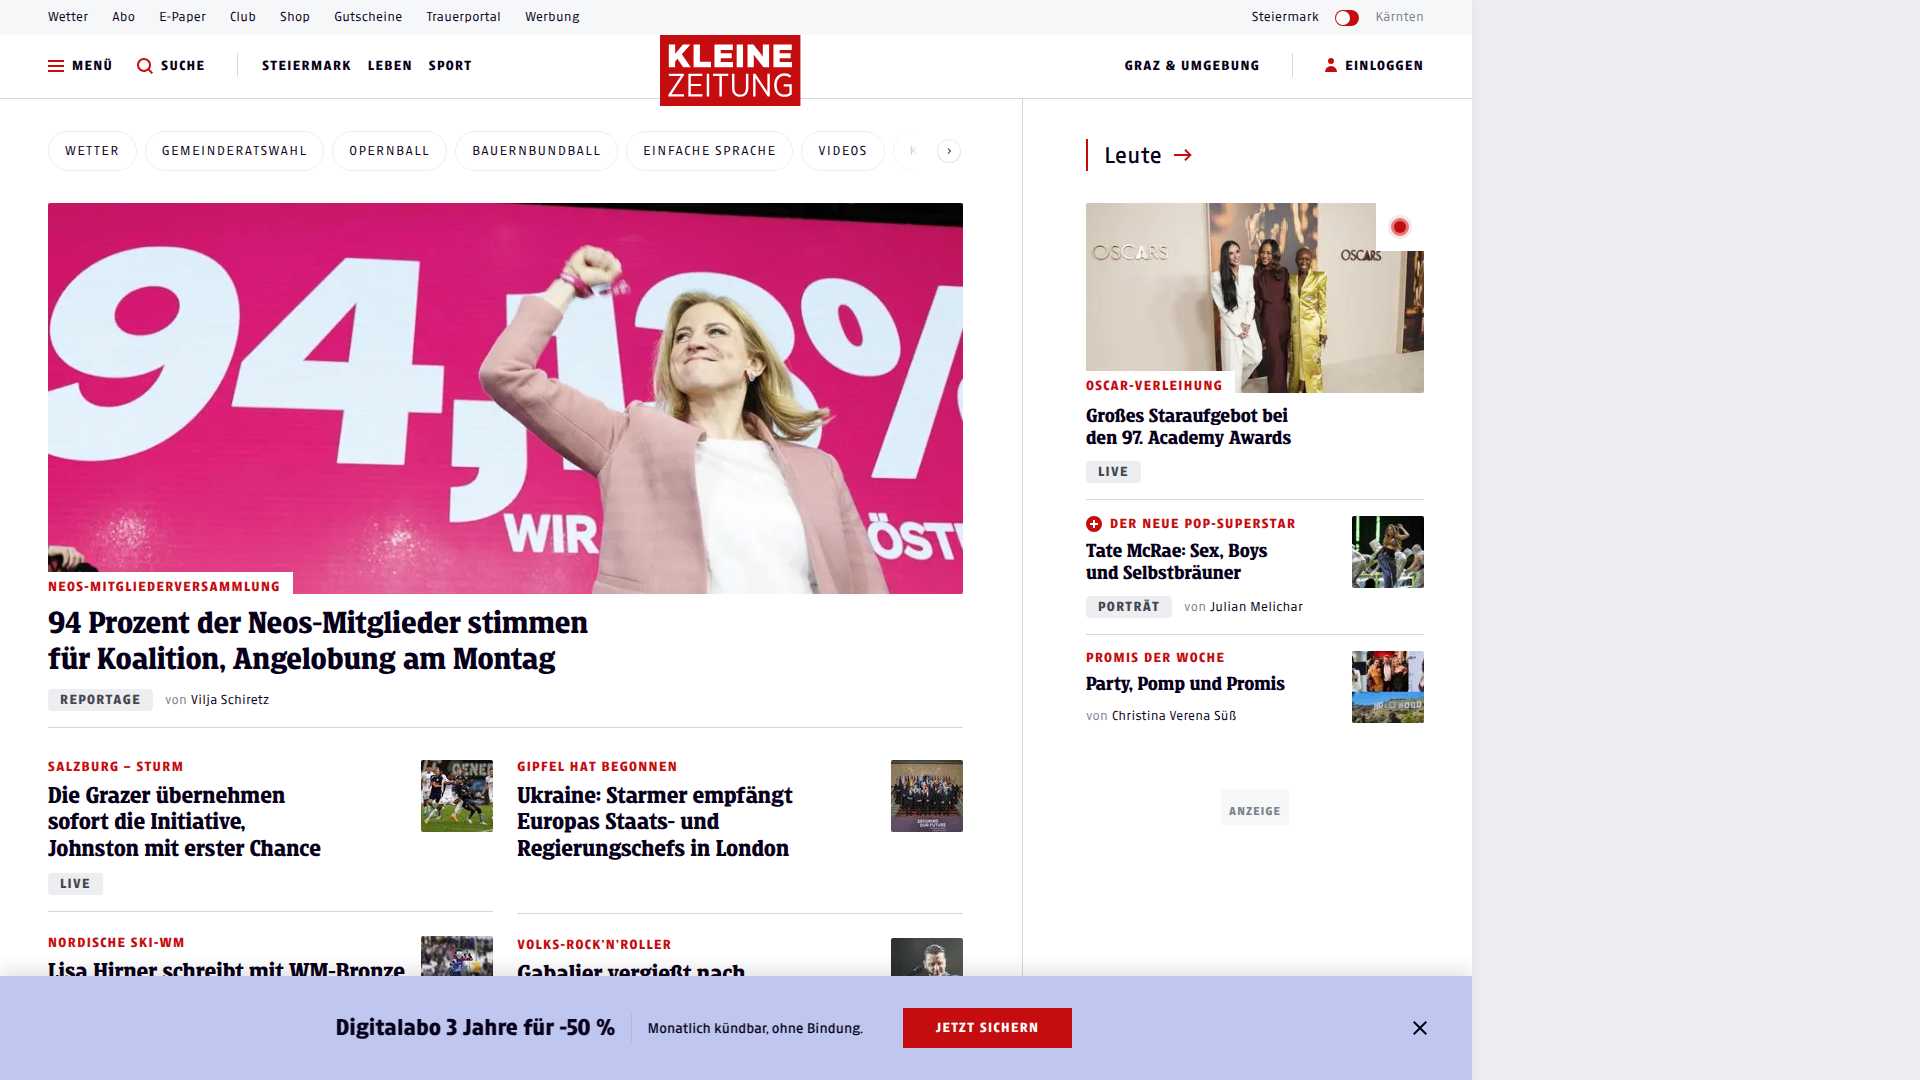 Wetter Abo E-Paper Club Shop Gutscheine Trauerportal Werbung Steiermark Kärnten
MENÜ SUCHE STEIERMARK LEBEN SPORT KLEINE ZEITUNG GRAZ & UMGEBUNG EINLOGGEN
WETTER GEMEINDERATSWAHL OPERNBALL BAUERNBUNDBALL EINFACHE SPRACHE VIDEOS K
94,13%
WIR
ÖST
NEOS-MITGLIEDERVERSAMMLUNG
94 Prozent der Neos-Mitglieder stimmen
für Koalition, Angelobung am Montag
REPORTAGE von Vilja Schiretz
SALZBURG – STURM
Die Grazer übernehmen
sofort die Initiative,
Johnston mit erster Chance
LIVE
GIPFEL HAT BEGONNEN
Ukraine: Starmer empfängt
Europas Staats- und
Regierungschefs in London
NORDISCHE SKI-WM
Lisa Hirner schreibt mit WM-Bronze
VOLKS-ROCK'N'ROLLER
Gabalier vergießt nach
Leute
OSCARS
OSCARS
OSCAR-VERLEIHUNG
Großes Staraufgebot bei
den 97. Academy Awards
LIVE
DER NEUE POP-SUPERSTAR
Tate McRae: Sex, Boys
und Selbstbräuner
PORTRÄT von Julian Melichar
PROMIS DER WOCHE
Party, Pomp und Promis
von Christina Verena Süß
ANZEIGE
Digitalabo 3 Jahre für -50 % Monatlich kündbar, ohne Bindung. JETZT SICHERN